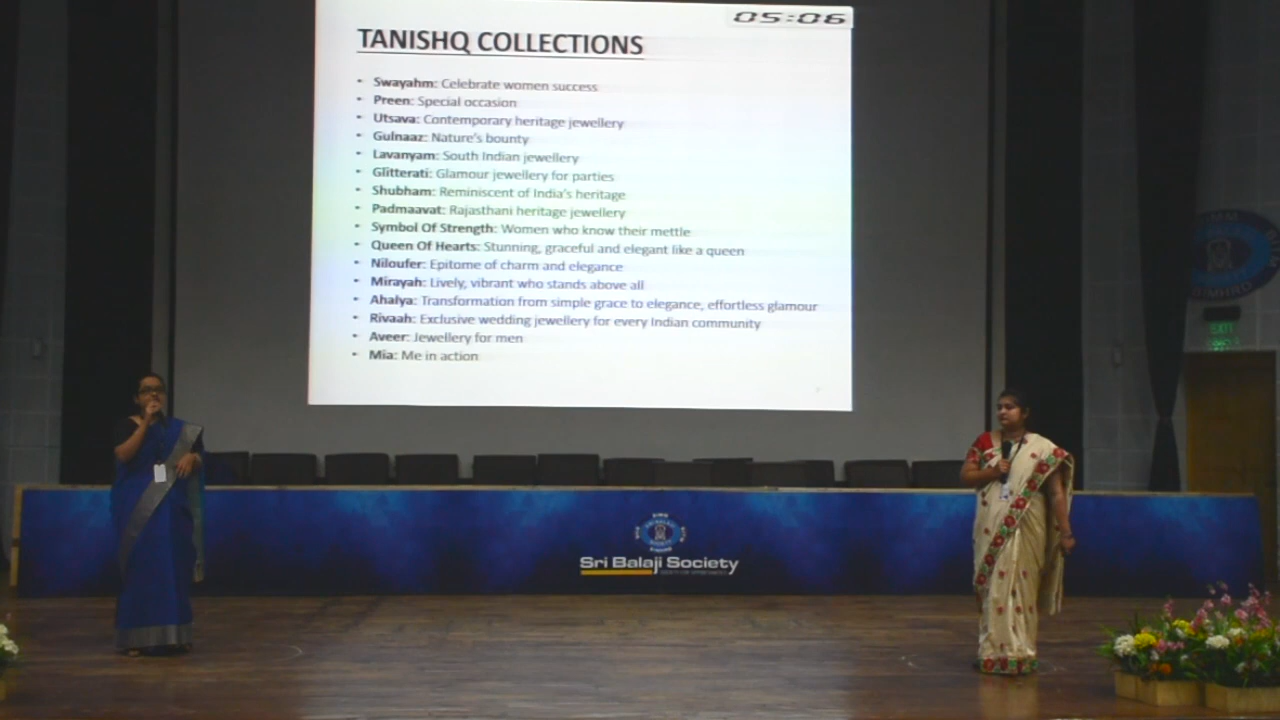 05:06
TANISHQ COLLECTIONS
• Swayahm: Celebrate women success
• Preen: Special occasion
• Utsava: Contemporary heritage jewellery
• Gulnaaz: Nature's bounty
• Lavanyam: South Indian jewellery
• Glitterati: Glamour jewellery for parties
• Shubham: Reminiscent of India's heritage
• Padmaavat: Rajasthani heritage jewellery
• Symbol Of Strength: Women who know their mettle
• Queen Of Hearts: Stunning, graceful and elegant like a queen
• Niloufer: Epitome of charm and elegance
• Mirayah: Lively, vibrant who stands above all
• Ahalya: Transformation from simple grace to elegance, effortless glamour
• Rivaah: Exclusive wedding jewellery for every Indian community
• Aveer: Jewellery for men
• Mia: Me in action
EXIT
Sri Balaji Society